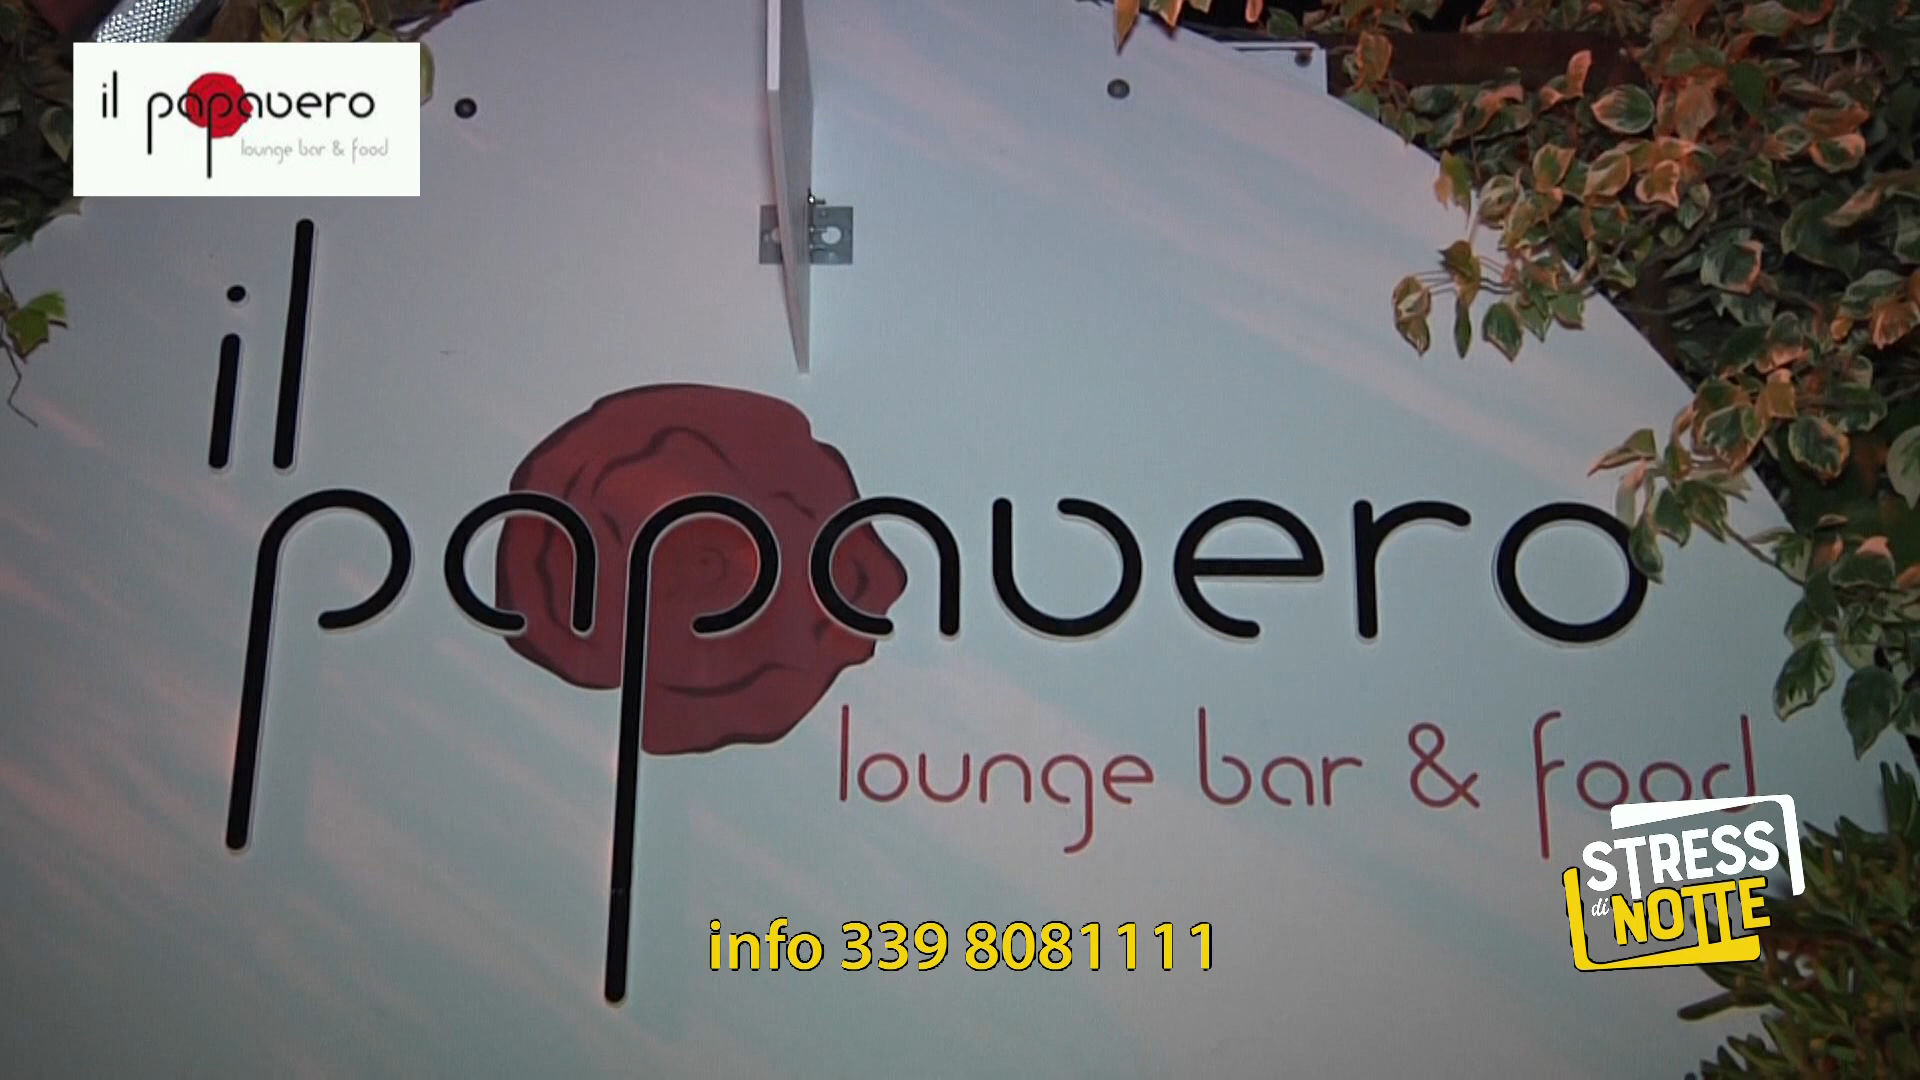 il papavero
lounge bar & food
il
papavero
lounge bar & food
STRESS
di NOTTE
info 339 8081111